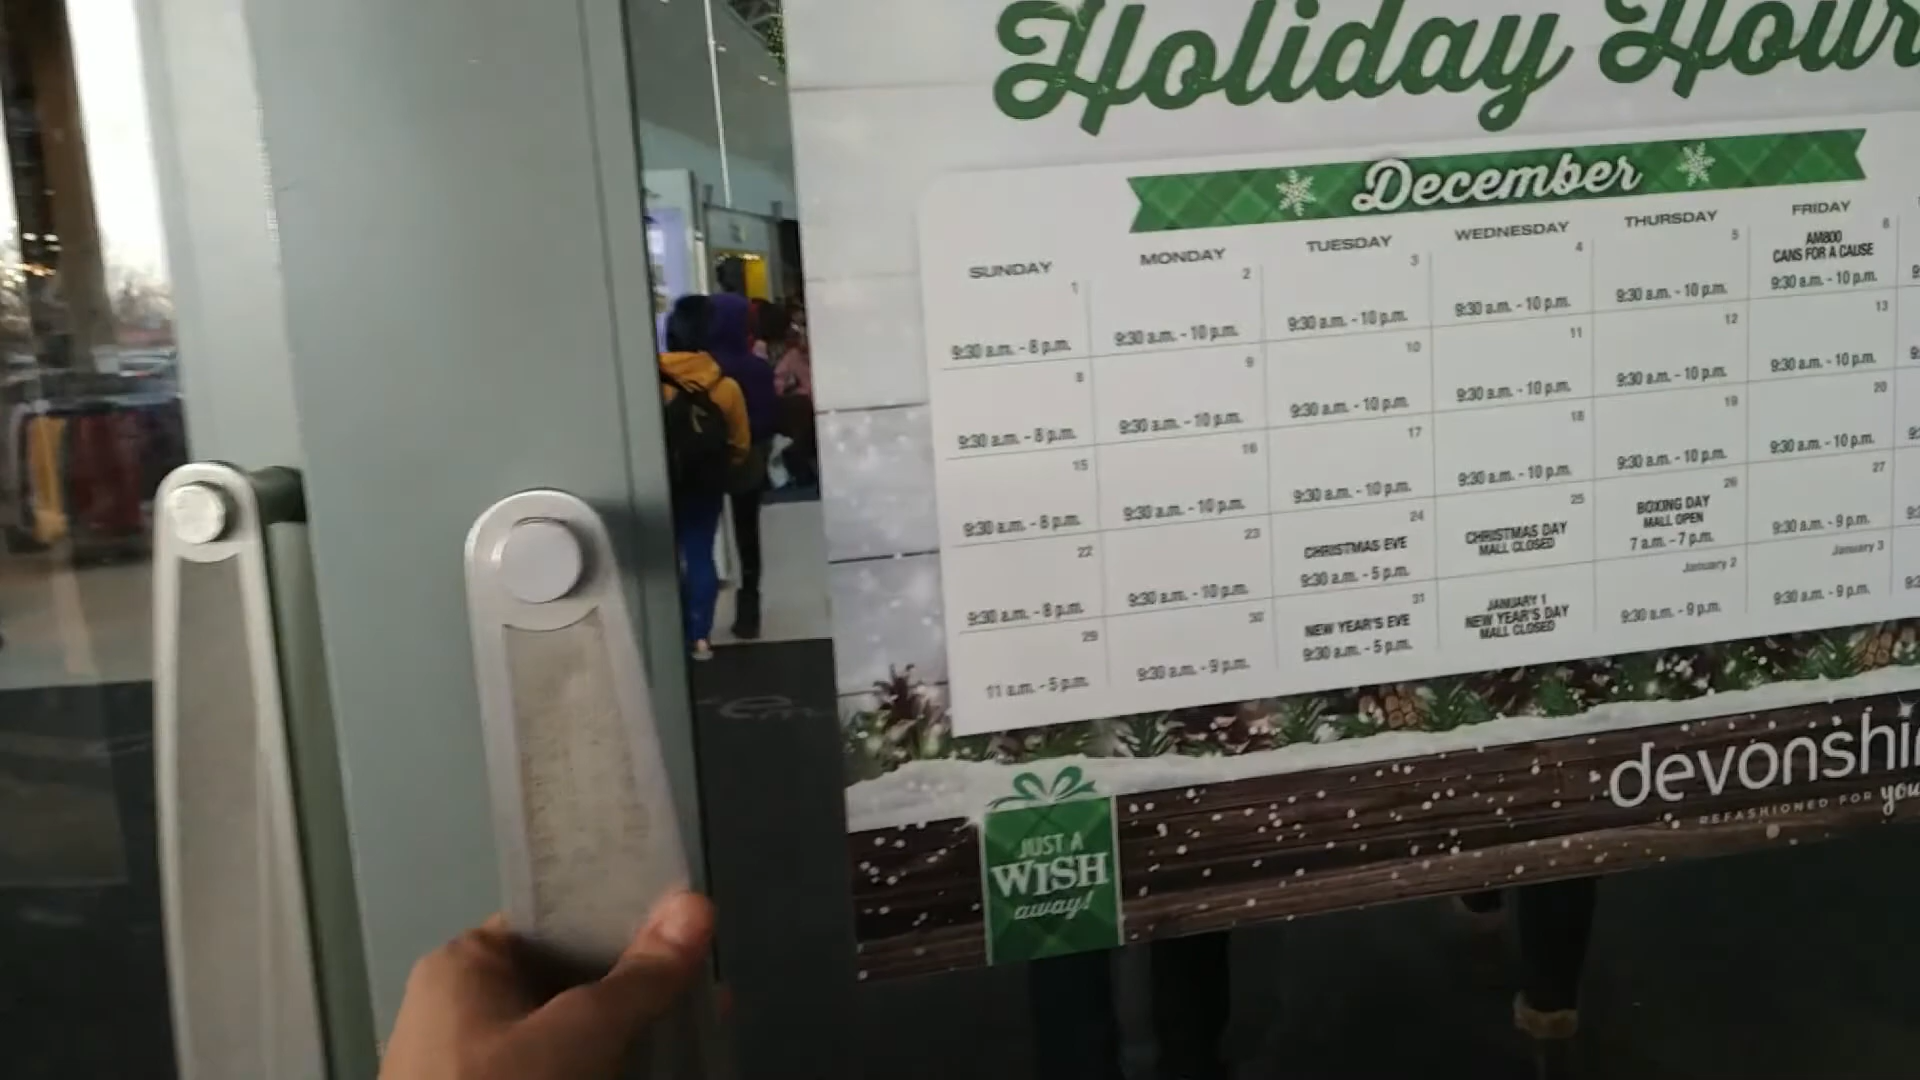 Holiday Hour
December
SUNDAY MONDAY TUESDAY WEDNESDAY THURSDAY FRIDAY
1 2 3 4 5 6
AM800
CANS FOR A CAUSE
9:30 a.m. - 8 p.m. 9:30 a.m. - 10 p.m. 9:30 a.m. - 10 p.m. 9:30 a.m. - 10 p.m. 9:30 a.m. - 10 p.m. 9:30 a.m. - 10 p.m.
8 9 10 11 12 13
9:30 a.m. - 8 p.m. 9:30 a.m. - 10 p.m. 9:30 a.m. - 10 p.m. 9:30 a.m. - 10 p.m. 9:30 a.m. - 10 p.m. 9:30 a.m. - 10 p.m.
15 16 17 18 19 20
9:30 a.m. - 8 p.m. 9:30 a.m. - 10 p.m. 9:30 a.m. - 10 p.m. 9:30 a.m. - 10 p.m. 9:30 a.m. - 10 p.m. 9:30 a.m. - 10 p.m.
22 23 24 25 26 27
CHRISTMAS EVE CHRISTMAS DAY BOXING DAY
MALL CLOSED MALL OPEN
9:30 a.m. - 8 p.m. 9:30 a.m. - 10 p.m. 9:30 a.m. - 5 p.m. 7 a.m. - 7 p.m. 9:30 a.m. - 9 p.m.
29 30 31 JANUARY 1 January 2 January 3
NEW YEAR'S EVE NEW YEAR'S DAY
MALL CLOSED
11 a.m. - 5 p.m. 9:30 a.m. - 9 p.m. 9:30 a.m. - 5 p.m. 9:30 a.m. - 9 p.m. 9:30 a.m. - 9 p.m.
devonshi
REFASHIONED FOR you
JUST A
WISH
away!